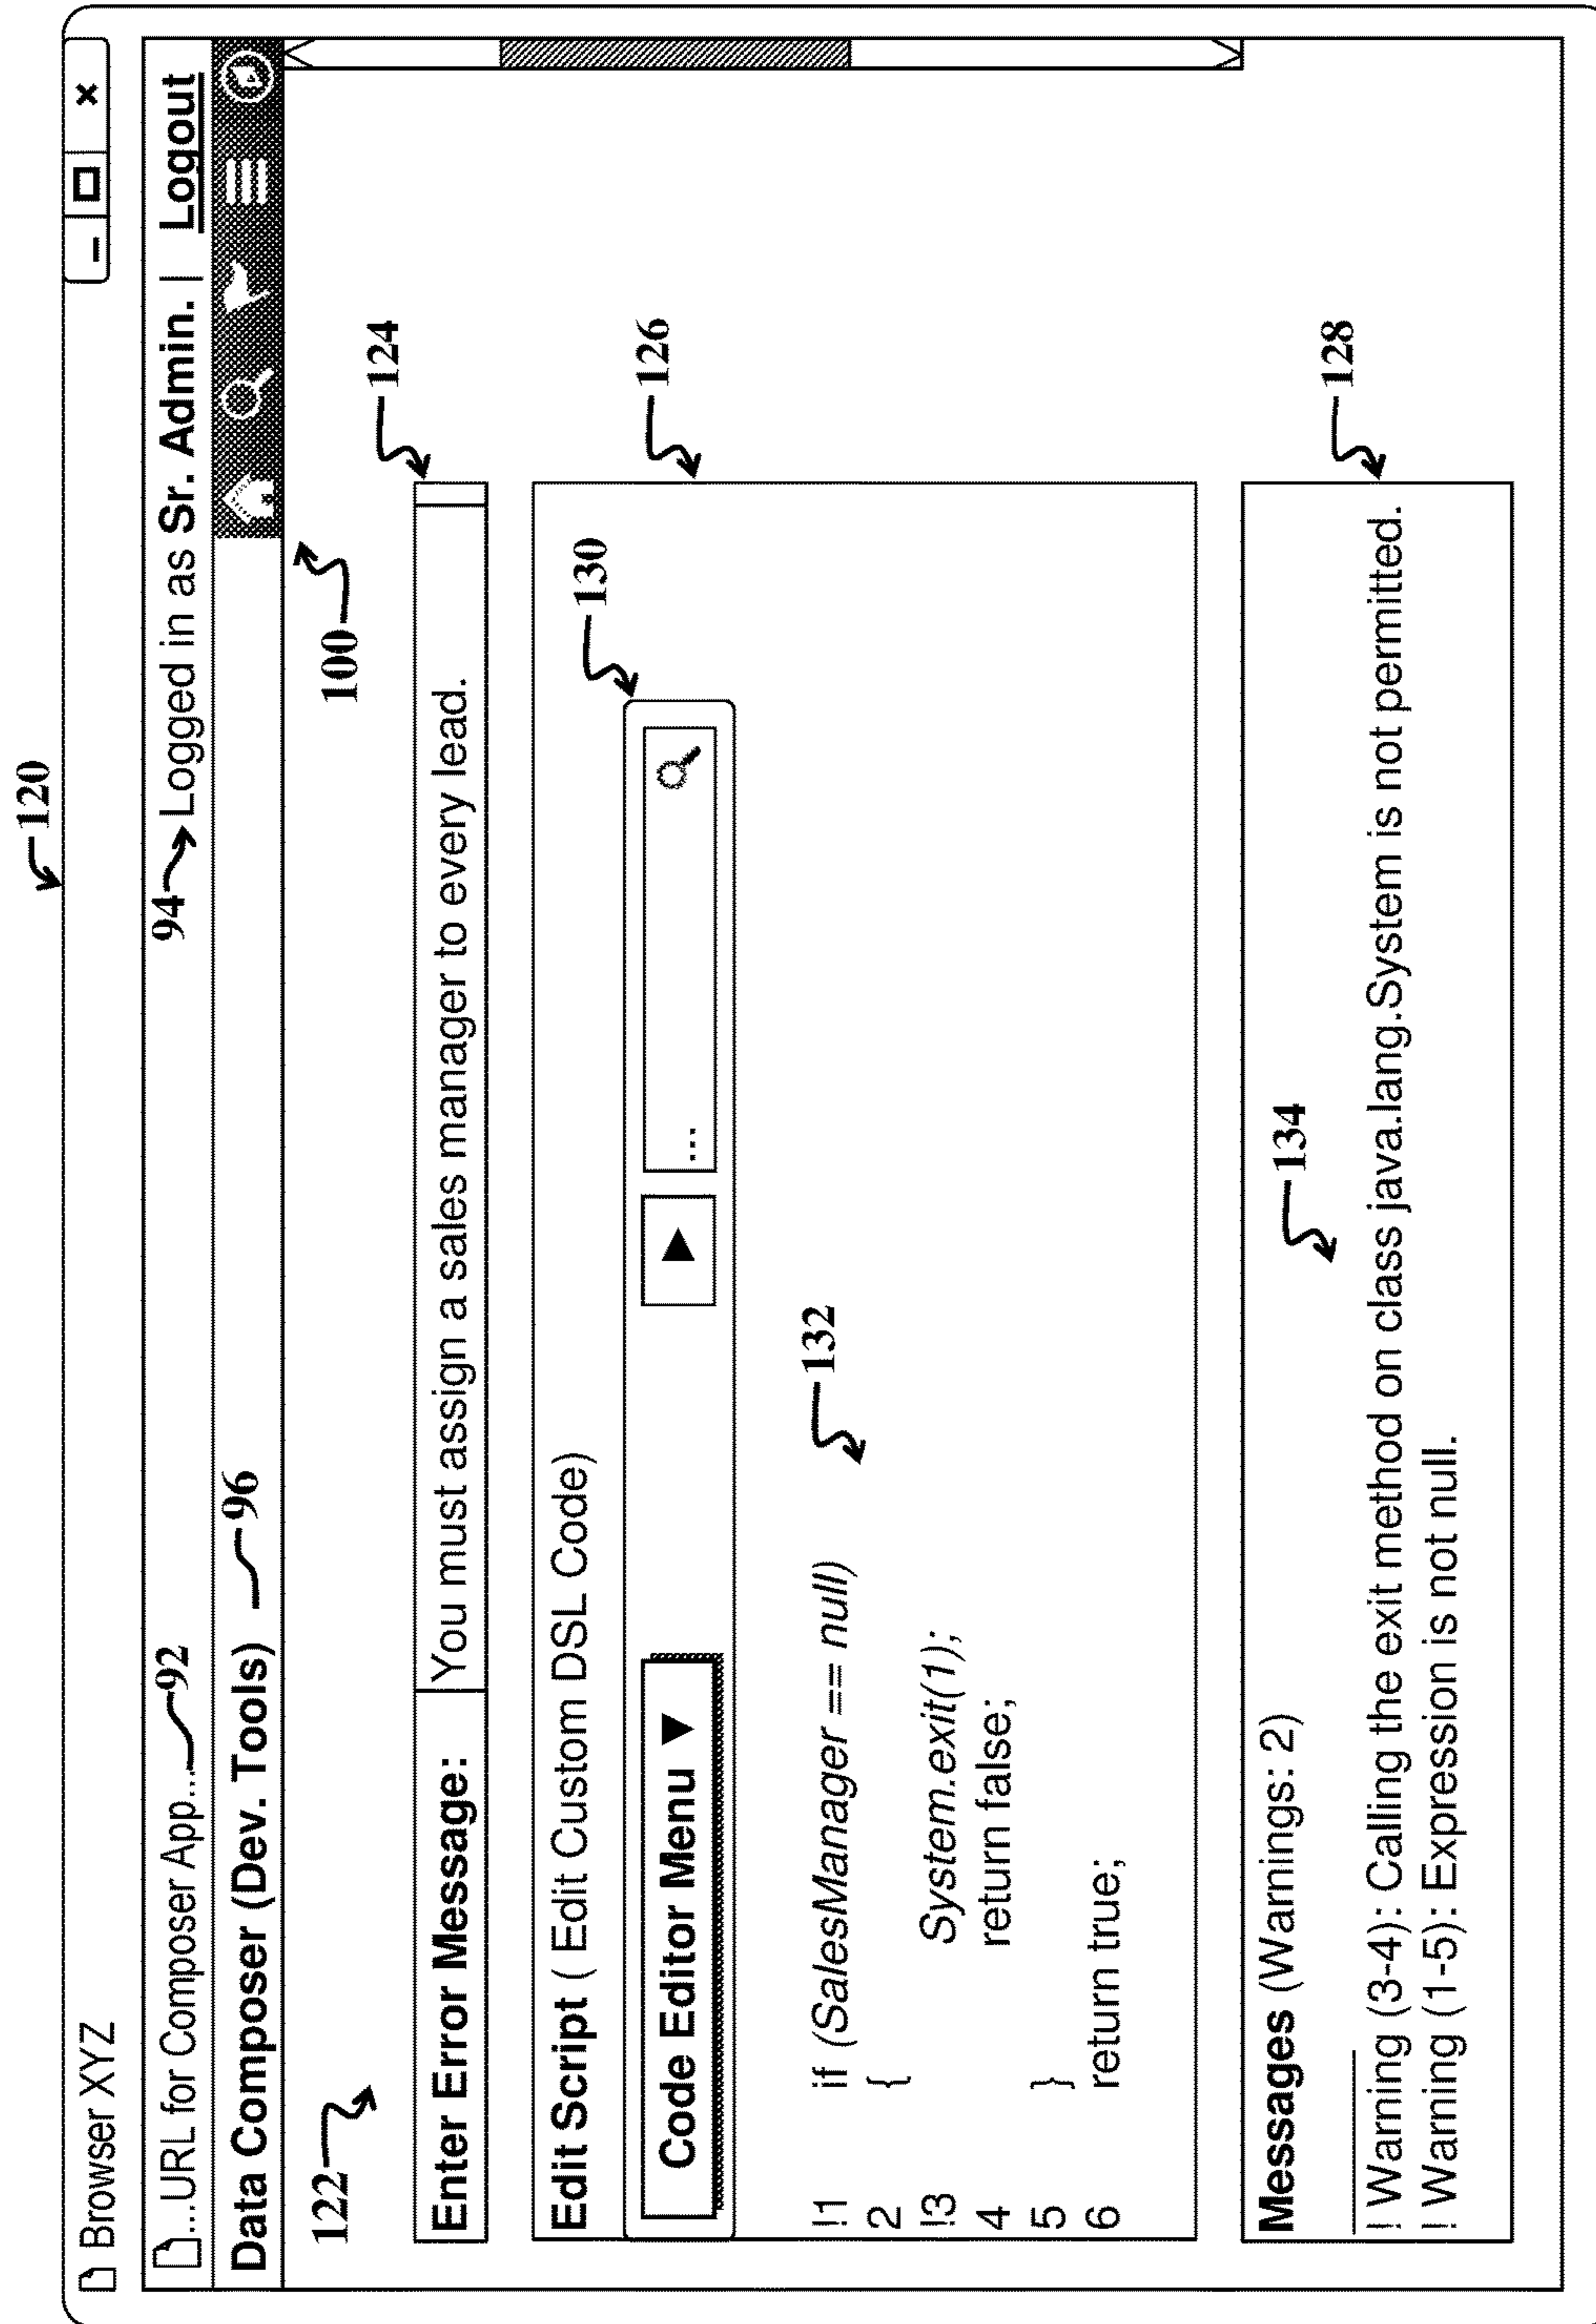 120
Browser XYZ
...URL for Composer App... 92 94 Logged in as Sr. Admin. | Logout
Data Composer (Dev. Tools) 96
122 100 124
Enter Error Message: You must assign a sales manager to every lead.
126
Edit Script ( Edit Custom DSL Code)
130
Code Editor Menu ▼ ▶ ...
132
!1 if (SalesManager == null)
2 {
!3 System.exit(1);
4 return false;
5 }
6 return true;
128
Messages (Warnings: 2)
134
! Warning (3-4): Calling the exit method on class java.lang.System is not permitted.
! Warning (1-5): Expression is not null.